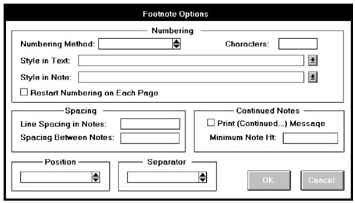 Footnote Options
Numbering
Numbering Method:
Characters:
Style in Text:
Style in Note:
Restart Numbering on Each Page
Spacing
Line Spacing in Notes:
Spacing Between Notes:
Continued Notes
Print (Continued...) Message
Minimum Note Ht:
Position
Separator
OK
Cancel